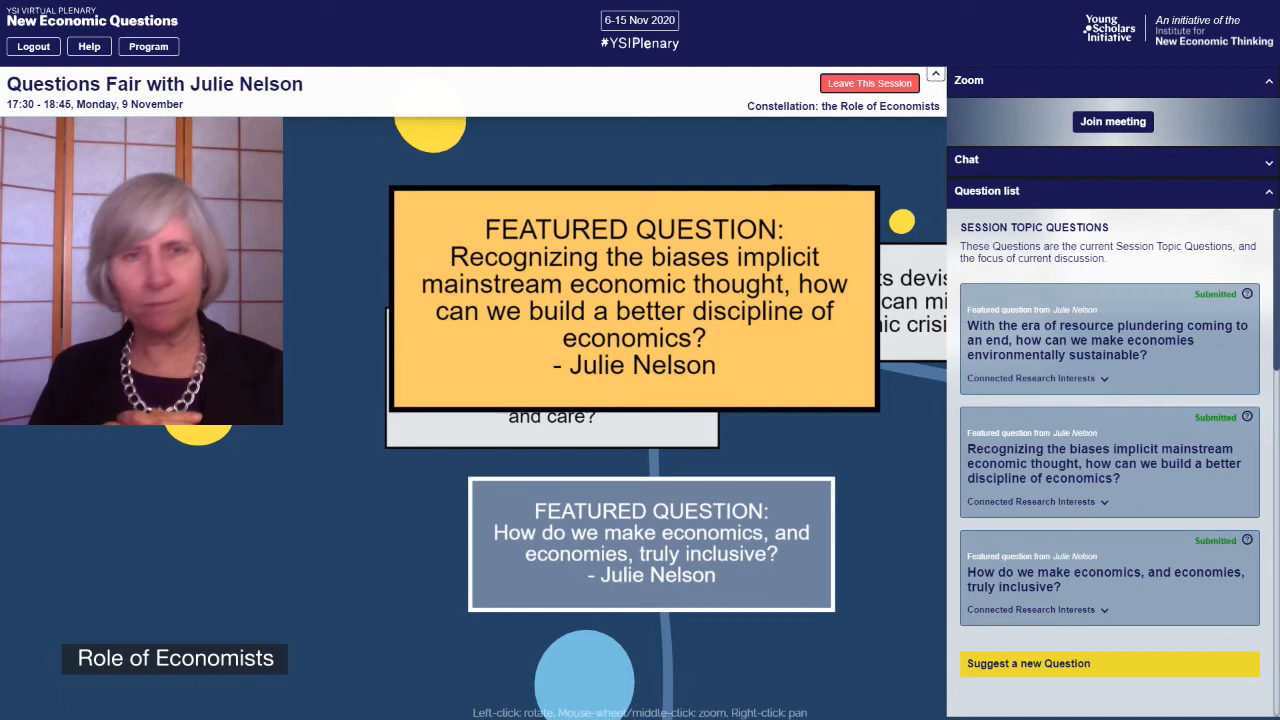 YSI VIRTUAL PLENARY
New Economic Questions
Logout
Help
Program
6-15 Nov 2020
#YSIPlenary
Young
Scholars
Initiative
An initiative of the
Institute for
New Economic Thinking
Questions Fair with Julie Nelson
17:30 - 18:45, Monday, 9 November
Leave This Session
Constellation: the Role of Economists
FEATURED QUESTION:
Recognizing the biases implicit
mainstream economic thought, how
can we build a better discipline of
economics?
- Julie Nelson
can mi
and care?
FEATURED QUESTION:
How do we make economics, and
economies, truly inclusive?
- Julie Nelson
Role of Economists
Left-click: rotate, Mouse-wheel/middle-click: zoom, Right-click: pan
Zoom
Join meeting
Chat
Question list
SESSION TOPIC QUESTIONS
These Questions are the current Session Topic Questions, and
the focus of current discussion.
Submitted
Featured question from Julie Nelson
With the era of resource plundering coming to
an end, how can we make economies
environmentally sustainable?
Connected Research Interests
Submitted
Featured question from Julie Nelson
Recognizing the biases implicit mainstream
economic thought, how can we build a better
discipline of economics?
Connected Research Interests
Submitted
Featured question from Julie Nelson
How do we make economics, and economies,
truly inclusive?
Connected Research Interests
Suggest a new Question